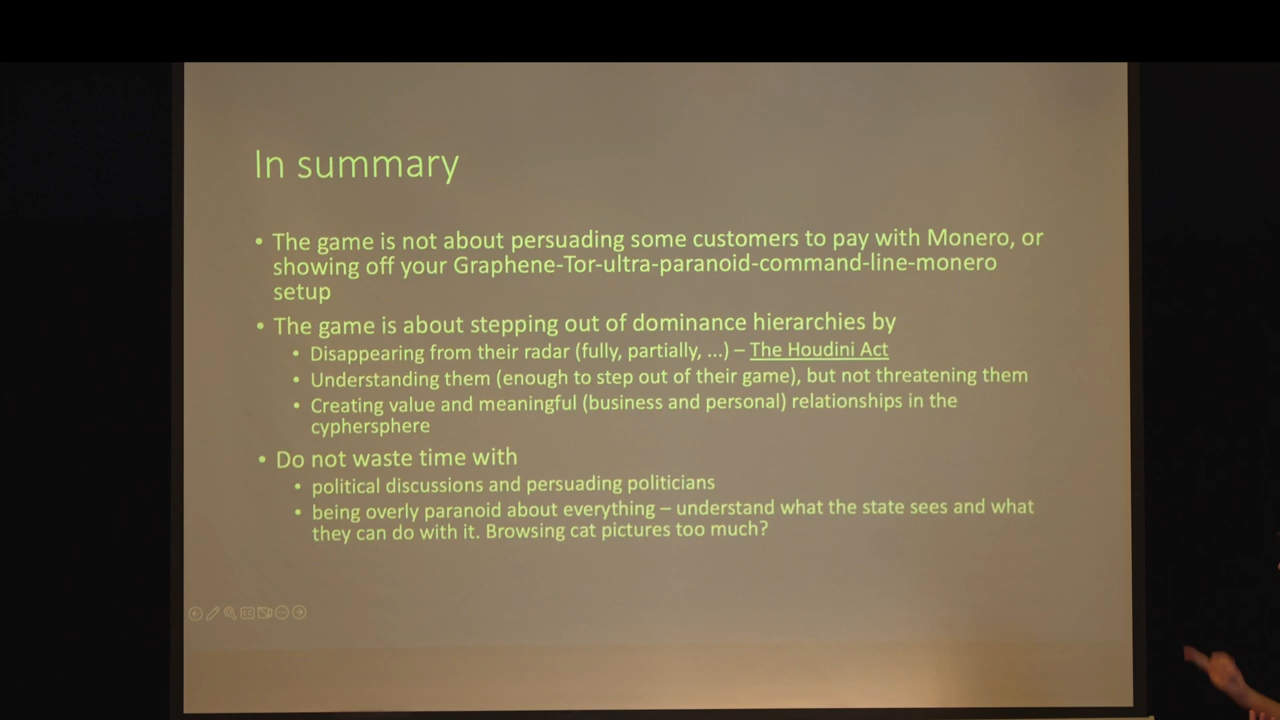 In summary
• The game is not about persuading some customers to pay with Monero, or
showing off your Graphene-Tor-ultra-paranoid-command-line-monero
setup
• The game is about stepping out of dominance hierarchies by
• Disappearing from their radar (fully, partially, ...) – The Houdini Act
• Understanding them (enough to step out of their game), but not threatening them
• Creating value and meaningful (business and personal) relationships in the
cyphersphere
• Do not waste time with
• political discussions and persuading politicians
• being overly paranoid about everything – understand what the state sees and what
they can do with it. Browsing cat pictures too much?